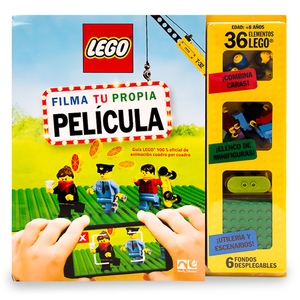 LEGO
FILMA TU PROPIA
PELÍCULA
Guía LEGO® 100 % oficial de
animación cuadro por cuadro
EDAD: +8 AÑOS
36 ELEMENTOS
LEGO®
¡COMBINA
CARAS!
¡ELENCO DE
MINIFIGURAS!
¡UTILERÍA Y
ESCENARIOS!
6 FONDOS
DESPLEGABLES